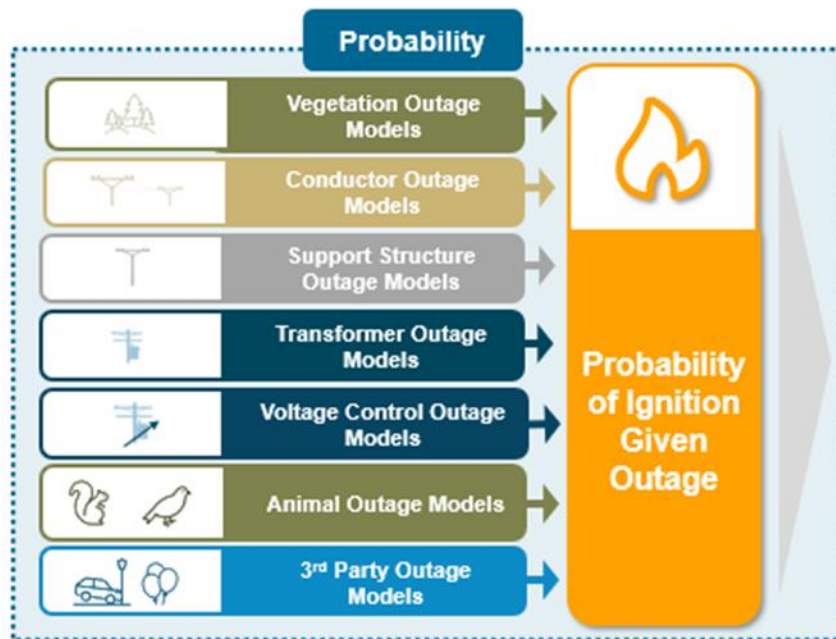 Probability
Vegetation Outage
Models
Conductor Outage
Models
Support Structure
Outage Models
Transformer Outage
Models
Voltage Control Outage
Models
Animal Outage Models
3rd Party Outage
Models
Probability
of Ignition
Given
Outage